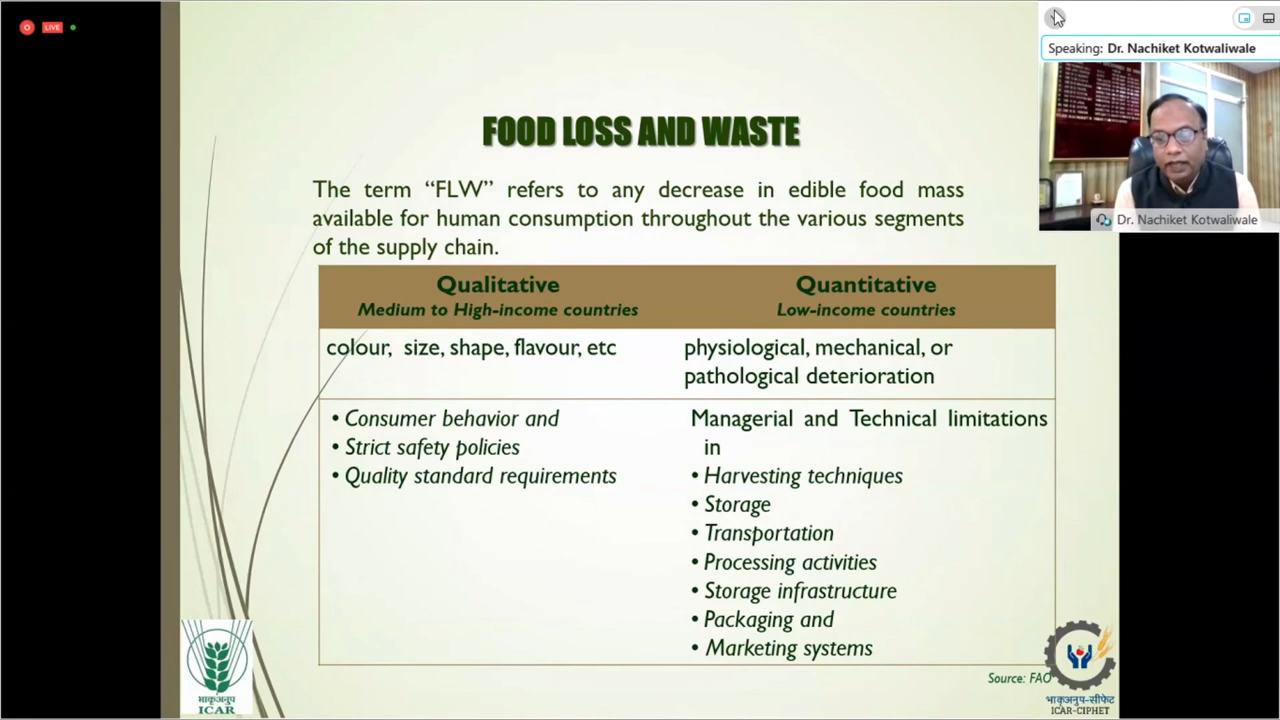 LIVE
Speaking: Dr. Nachiket Kotwaliwale
Dr. Nachiket Kotwaliwale
FOOD LOSS AND WASTE
The term “FLW” refers to any decrease in edible food mass
available for human consumption throughout the various segments
of the supply chain.
Qualitative
Medium to High-income countries
Quantitative
Low-income countries
colour, size, shape, flavour, etc
physiological, mechanical, or
pathological deterioration
• Consumer behavior and
• Strict safety policies
• Quality standard requirements
Managerial and Technical limitations
in
• Harvesting techniques
• Storage
• Transportation
• Processing activities
• Storage infrastructure
• Packaging and
• Marketing systems
Source: FAO
भाकृअनुप
ICAR
भाकृअनुप-सीफेट
ICAR-CIPHET